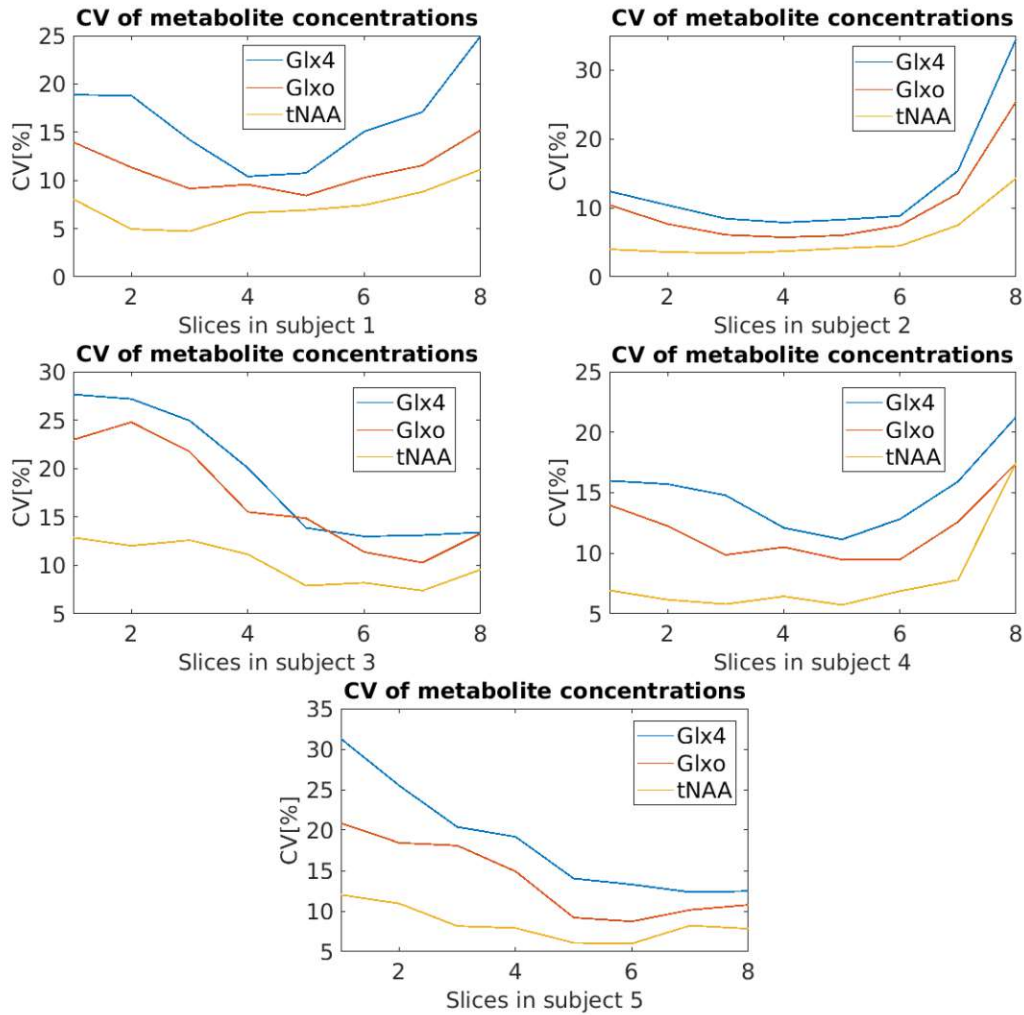 CV of metabolite concentrations
25
20
15
10
5
0
CV[%]
Glx4
Glxo
tNAA
2
4
6
8
Slices in subject 1
CV of metabolite concentrations
30
20
10
0
CV[%]
Glx4
Glxo
tNAA
2
4
6
8
Slices in subject 2
CV of metabolite concentrations
30
25
20
15
10
5
CV[%]
Glx4
Glxo
tNAA
2
4
6
8
Slices in subject 3
CV of metabolite concentrations
25
20
15
10
5
CV[%]
Glx4
Glxo
tNAA
2
4
6
8
Slices in subject 4
CV of metabolite concentrations
35
30
25
20
15
10
5
CV[%]
Glx4
Glxo
tNAA
2
4
6
8
Slices in subject 5